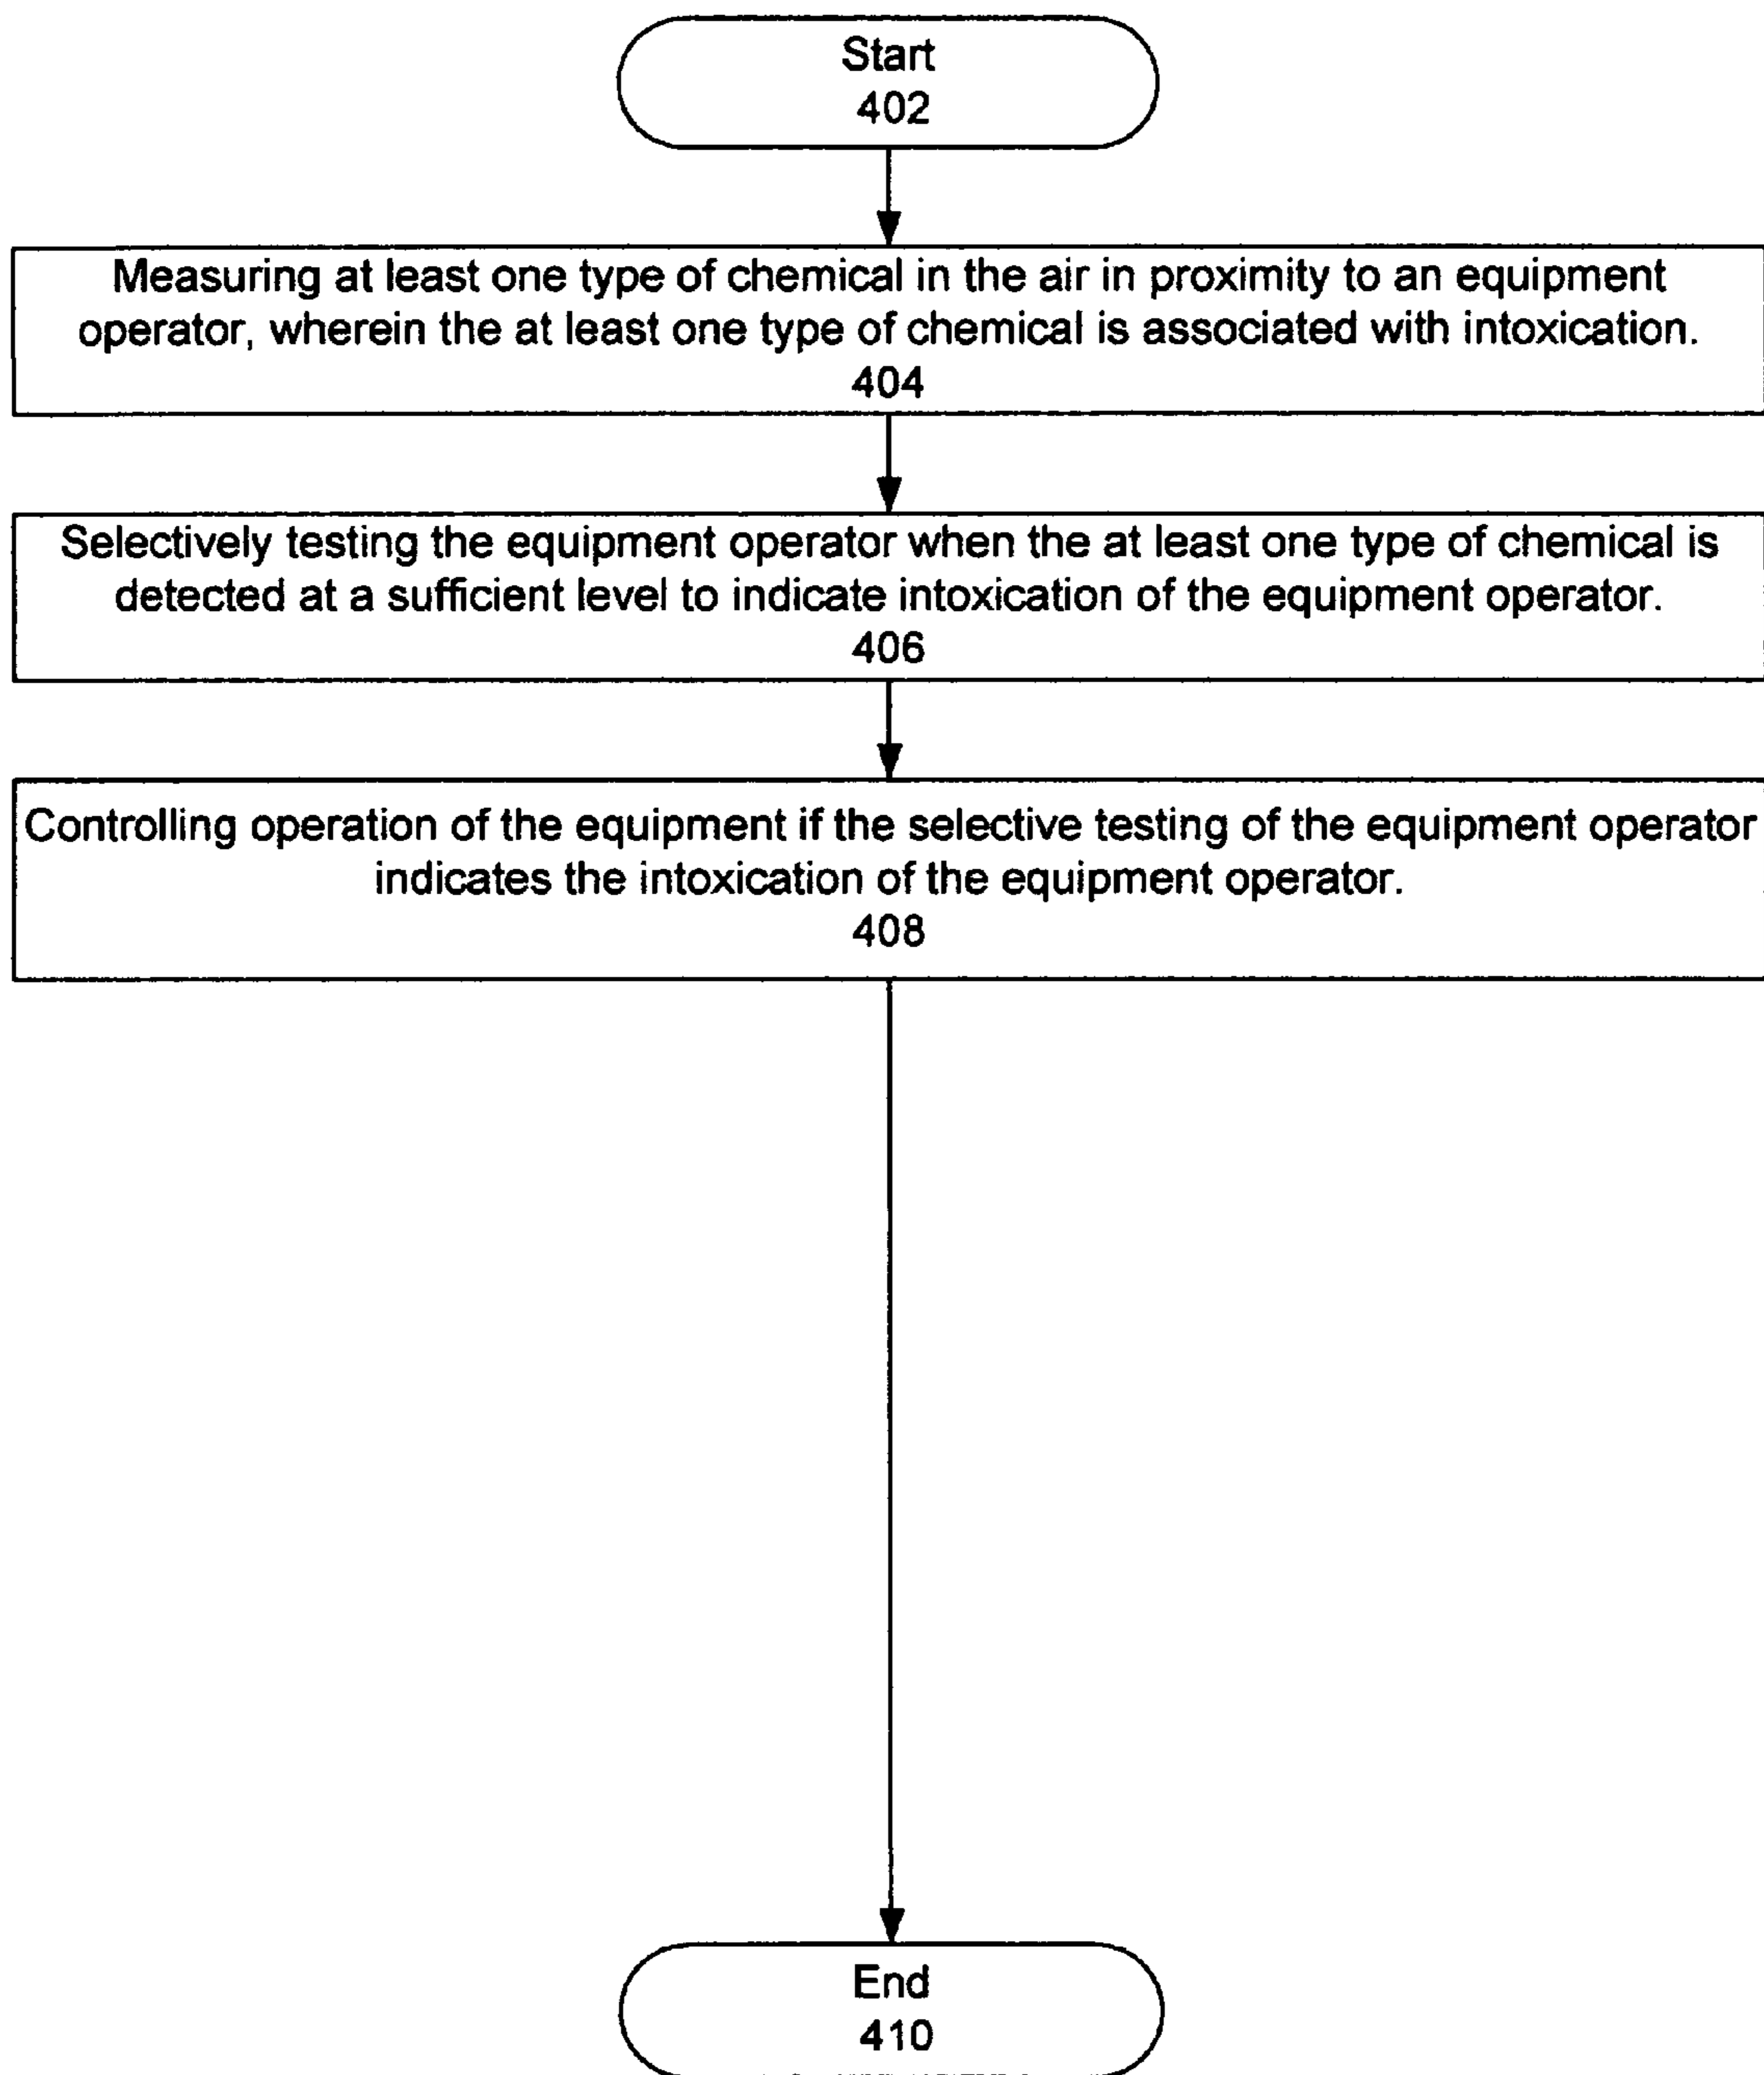 Start
402
Measuring at least one type of chemical in the air in proximity to an equipment
operator, wherein the at least one type of chemical is associated with intoxication.
404
Selectively testing the equipment operator when the at least one type of chemical is
detected at a sufficient level to indicate intoxication of the equipment operator.
406
Controlling operation of the equipment if the selective testing of the equipment operator
indicates the intoxication of the equipment operator.
408
End
410